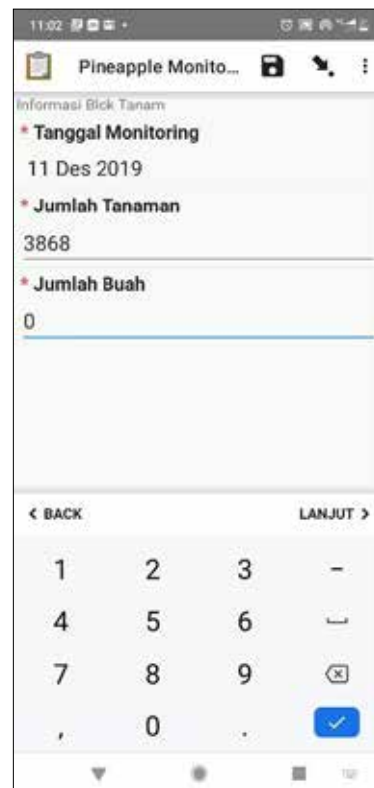 11:02
Pineapple Monito...
Informasi Blok Tanam
* Tanggal Monitoring
11 Des 2019
* Jumlah Tanaman
3868
* Jumlah Buah
0
< BACK LANJUT >
1 2 3 -
4 5 6
7 8 9
, 0 .